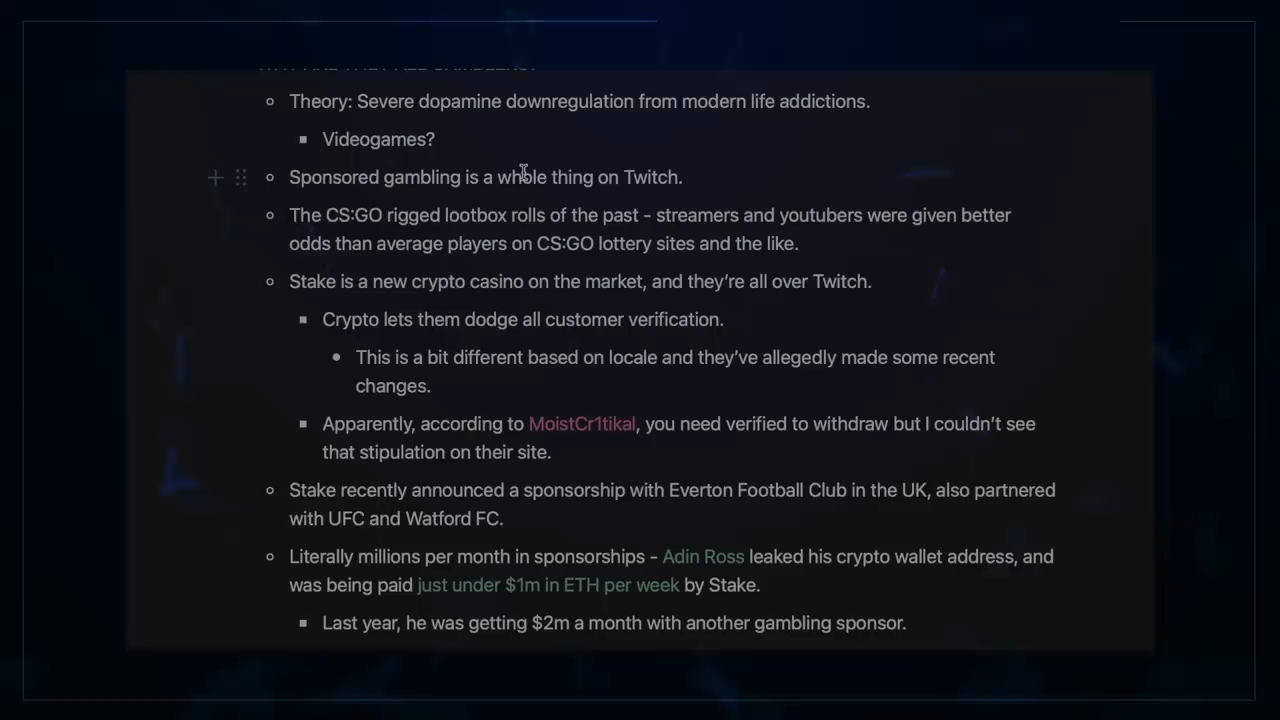 Theory: Severe dopamine downregulation from modern life addictions.
Videogames?
Sponsored gambling is a whole thing on Twitch.
The CS:GO rigged lootbox rolls of the past - streamers and youtubers were given better
odds than average players on CS:GO lottery sites and the like.
Stake is a new crypto casino on the market, and they’re all over Twitch.
Crypto lets them dodge all customer verification.
This is a bit different based on locale and they’ve allegedly made some recent
changes.
Apparently, according to MoistCr1tikal, you need verified to withdraw but I couldn’t see
that stipulation on their site.
Stake recently announced a sponsorship with Everton Football Club in the UK, also partnered
with UFC and Watford FC.
Literally millions per month in sponsorships - Adin Ross leaked his crypto wallet address, and
was being paid just under $1m in ETH per week by Stake.
Last year, he was getting $2m a month with another gambling sponsor.